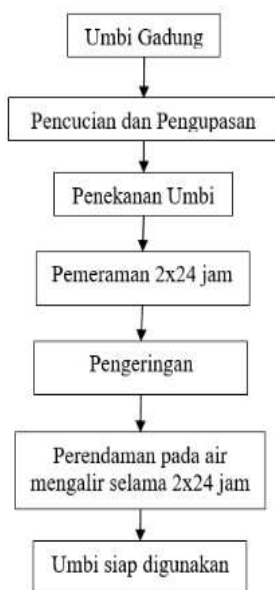 Umbi Gadung
Pencucian dan Pengupasan
Penekanan Umbi
Pemeraman 2x24 jam
Pengeringan
Perendaman pada air
mengalir selama 2x24 jam
Umbi siap digunakan